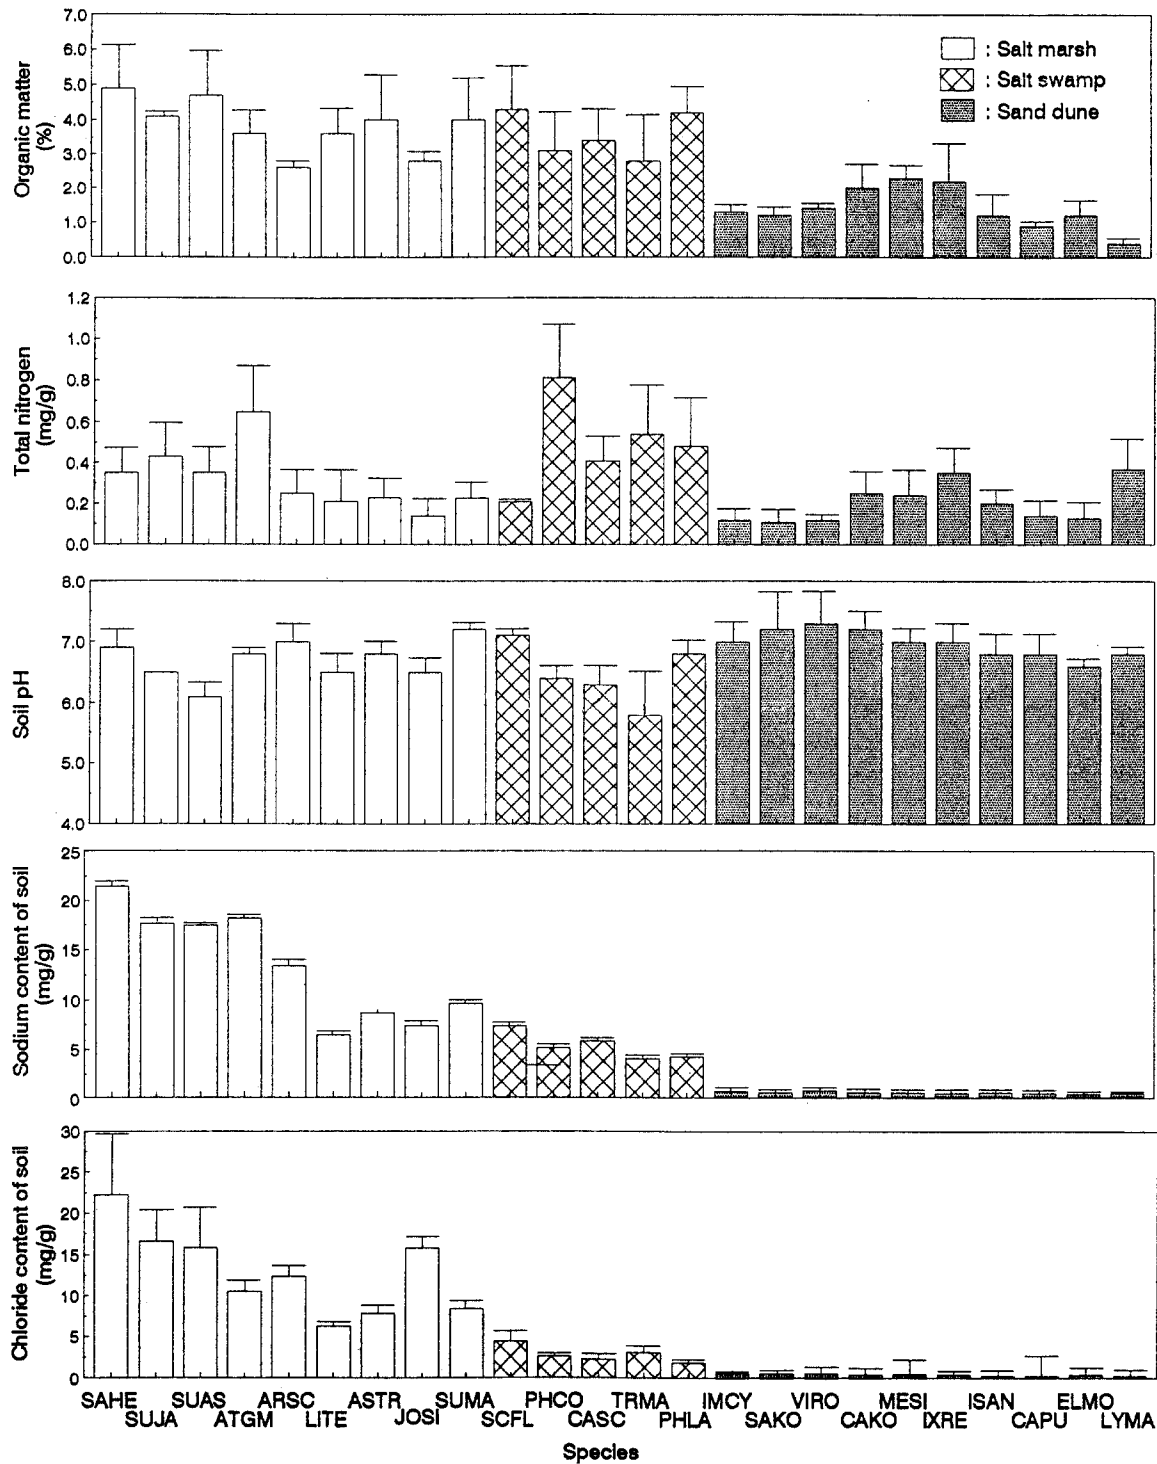 Organic matter
(%)
7.0
6.0
5.0
4.0
3.0
2.0
1.0
0.0
: Salt marsh
: Salt swamp
: Sand dune
Total nitrogen
(mg/g)
1.2
1.0
0.8
0.6
0.4
0.2
0.0
Soil pH
8.0
7.0
6.0
5.0
4.0
Sodium content of soil
(mg/g)
25
20
15
10
5
0
Chloride content of soil
(mg/g)
30
25
20
15
10
5
0
SAHE SUAS ARSC ASTR SUMA PHCO TRMA IMCY VIRO MESI ISAN ELMO
SUJA ATGM LITE JOSI SCFL CASC PHLA SAKO CAKO IXRE CAPU LYMA
Species